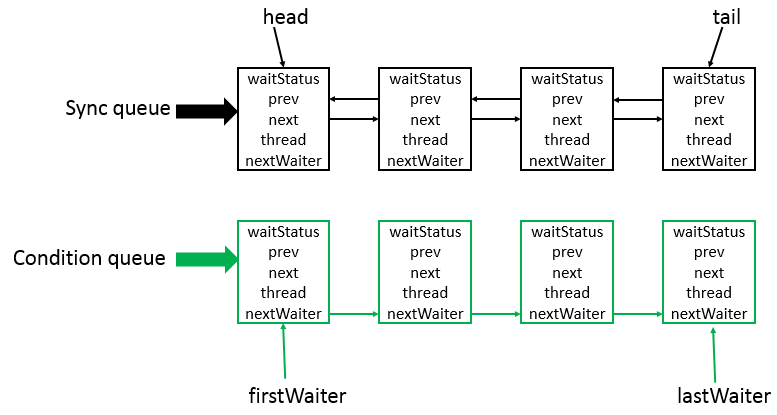 head
tail
Sync queue
waitStatus
prev
next
thread
nextWaiter
waitStatus
prev
next
thread
nextWaiter
waitStatus
prev
next
thread
nextWaiter
waitStatus
prev
next
thread
nextWaiter
Condition queue
waitStatus
prev
next
thread
nextWaiter
waitStatus
prev
next
thread
nextWaiter
waitStatus
prev
next
thread
nextWaiter
waitStatus
prev
next
thread
nextWaiter
firstWaiter
lastWaiter